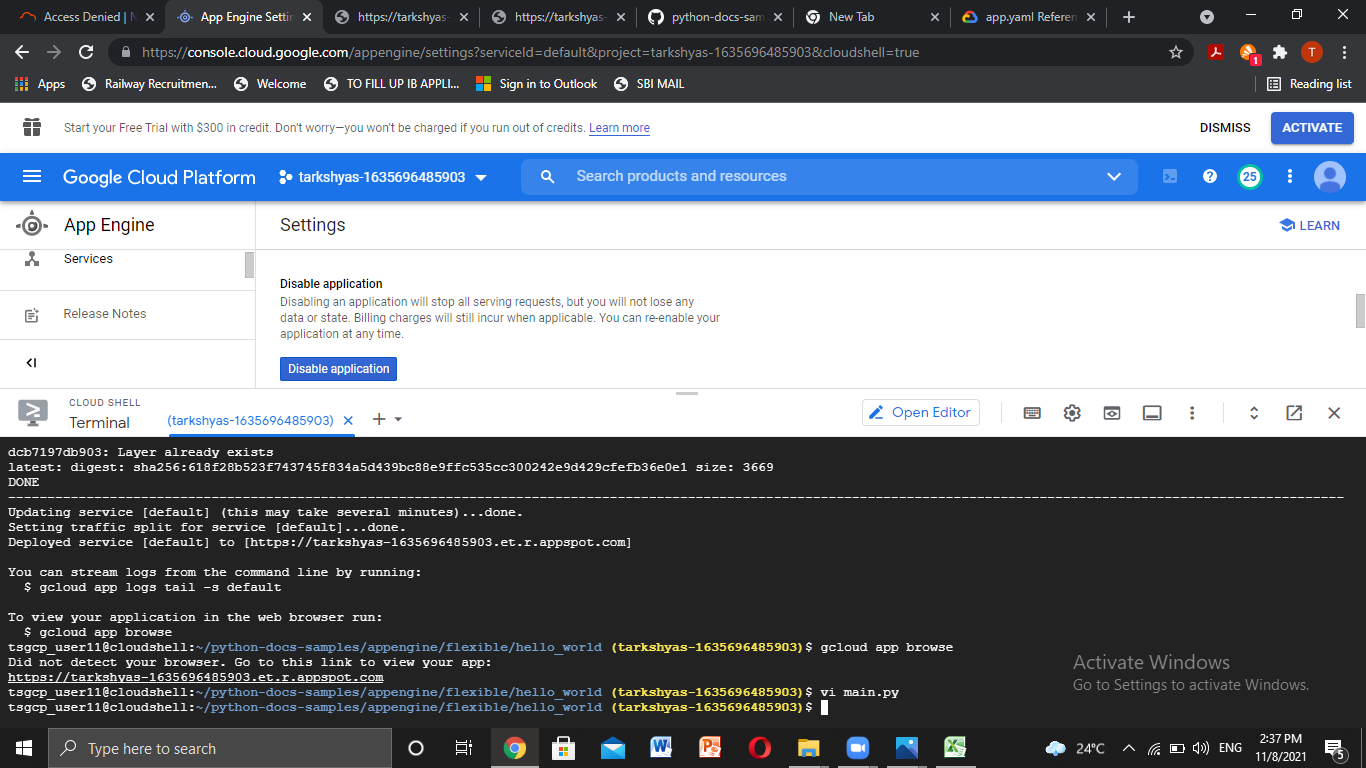 Access Denied | N
App Engine Settin
https://tarkshyas-
https://tarkshyas-
python-docs-sam
New Tab
app.yaml Referen
https://console.cloud.google.com/appengine/settings?serviceId=default&project=tarkshyas-1635696485903&cloudshell=true
1
T
Apps
Railway Recruitmen...
Welcome
TO FILL UP IB APPLI...
Sign in to Outlook
SBI MAIL
Reading list
Start your Free Trial with $300 in credit. Don't worry—you won't be charged if you run out of credits. Learn more
DISMISS
ACTIVATE
Google Cloud Platform
tarkshyas-1635696485903
Search products and resources
25
App Engine
Settings
LEARN
Services
Release Notes
Disable application
Disabling an application will stop all serving requests, but you will not lose any
data or state. Billing charges will still incur when applicable. You can re-enable your
application at any time.
Disable application
CLOUD SHELL
Terminal
(tarkshyas-1635696485903)
Open Editor
dcb7197db903: Layer already exists
latest: digest: sha256:618f28b523f743745f834a5d439bc88e9ffc535cc300242e9d429cfefb36e0e1 size: 3669
DONE
Updating service [default] (this may take several minutes)...done.
Setting traffic split for service [default]...done.
Deployed service [default] to [https://tarkshyas-1635696485903.et.r.appspot.com]
You can stream logs from the command line by running:
$ gcloud app logs tail -s default
To view your application in the web browser run:
$ gcloud app browse
tsgcp_user11@cloudshell:~/python-docs-samples/appengine/flexible/hello_world (tarkshyas-1635696485903)$ gcloud app browse
Did not detect your browser. Go to this link to view your app:
https://tarkshyas-1635696485903.et.r.appspot.com
tsgcp_user11@cloudshell:~/python-docs-samples/appengine/flexible/hello_world (tarkshyas-1635696485903)$ vi main.py
tsgcp_user11@cloudshell:~/python-docs-samples/appengine/flexible/hello_world (tarkshyas-1635696485903)$
Activate Windows
Go to Settings to activate Windows.
Type here to search
24°C
ENG
2:37 PM
11/8/2021
5